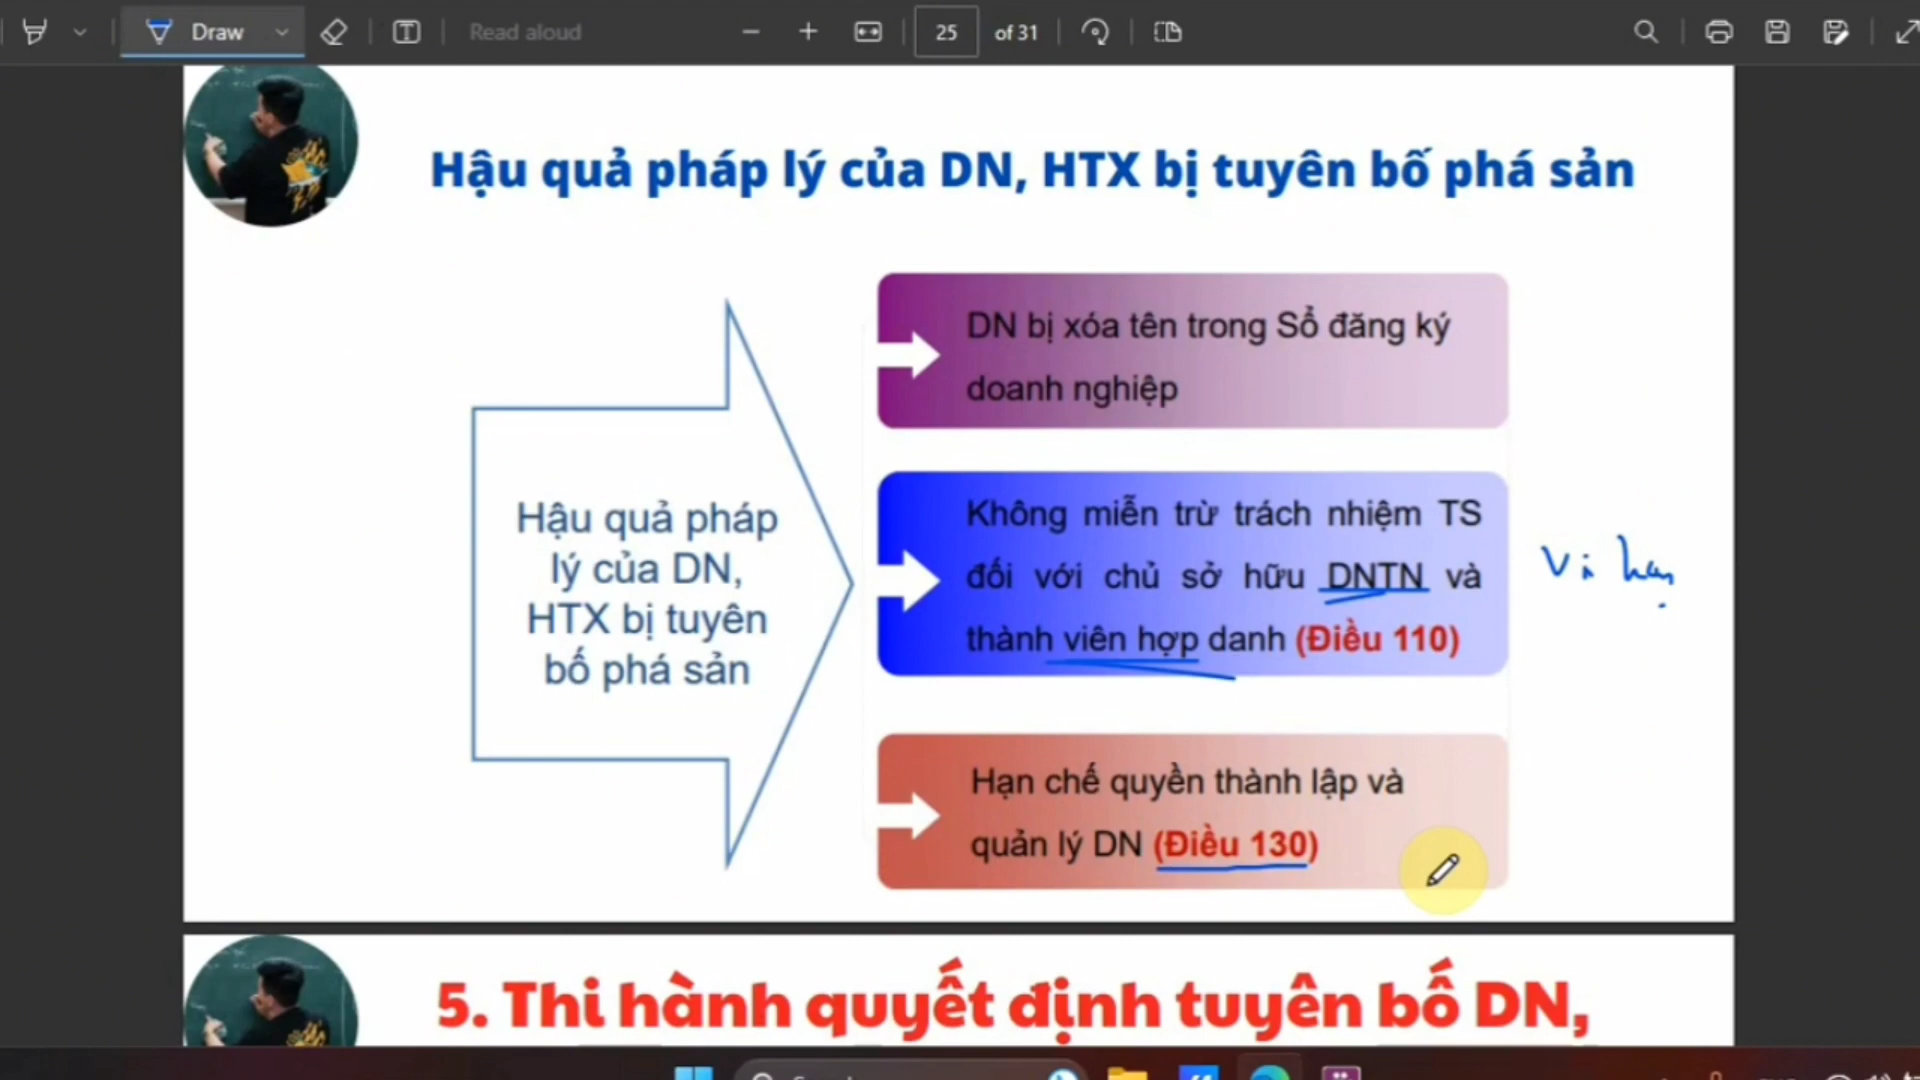 Draw
Read aloud
25
of 31
Hậu quả pháp lý của DN, HTX bị tuyên bố phá sản
Hậu quả pháp
lý của DN,
HTX bị tuyên
bố phá sản
DN bị xóa tên trong Sổ đăng ký
doanh nghiệp
Không miễn trừ trách nhiệm TS
đối với chủ sở hữu DNTN và
thành viên hợp danh (Điều 110)
Hạn chế quyền thành lập và
quản lý DN (Điều 130)
5. Thi hành quyết định tuyên bố DN,